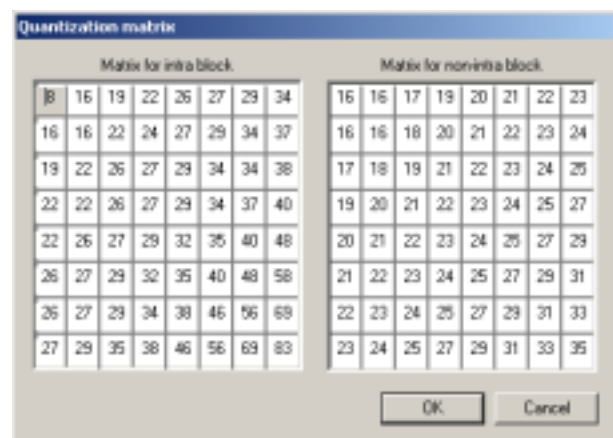 Quantization matrix
Matrix for intra block Matrix for non-intra block
8 16 19 22 26 27 29 34 16 16 17 19 20 21 22 23
16 16 22 24 27 29 34 37 16 16 18 20 21 22 23 24
19 22 26 27 29 34 34 38 17 18 19 21 22 23 24 25
22 22 26 27 29 34 37 40 19 20 21 22 23 24 25 27
22 26 27 29 32 35 40 48 20 21 22 23 24 25 27 29
26 27 29 32 35 40 48 58 21 22 23 24 25 27 29 31
26 27 29 34 38 46 56 69 22 23 24 25 27 29 31 33
27 29 35 38 46 56 69 83 23 24 25 27 29 31 33 35
OK Cancel